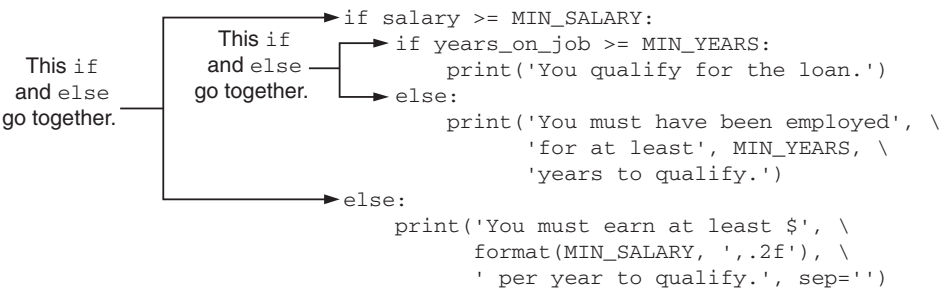 This if
and else
go together.
This if
and else
go together.
if salary >= MIN_SALARY:
    if years_on_job >= MIN_YEARS:
        print('You qualify for the loan.')
    else:
        print('You must have been employed', \
              'for at least', MIN_YEARS, \
              'years to qualify.')
else:
    print('You must earn at least $', \
          format(MIN_SALARY, ',.2f'), \
          ' per year to qualify.', sep='')